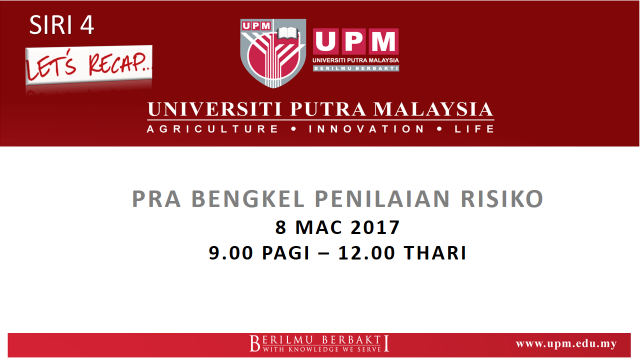 SIRI 4
LET'S RECAP...
UPM
UPM
UNIVERSITI PUTRA MALAYSIA
BERILMU BERBAKTI
UNIVERSITI PUTRA MALAYSIA
AGRICULTURE • INNOVATION • LIFE
PRA BENGKEL PENILAIAN RISIKO
8 MAC 2017
9.00 PAGI – 12.00 THARI
BERILMU BERBAKTI
WITH KNOWLEDGE WE SERVE
www.upm.edu.my